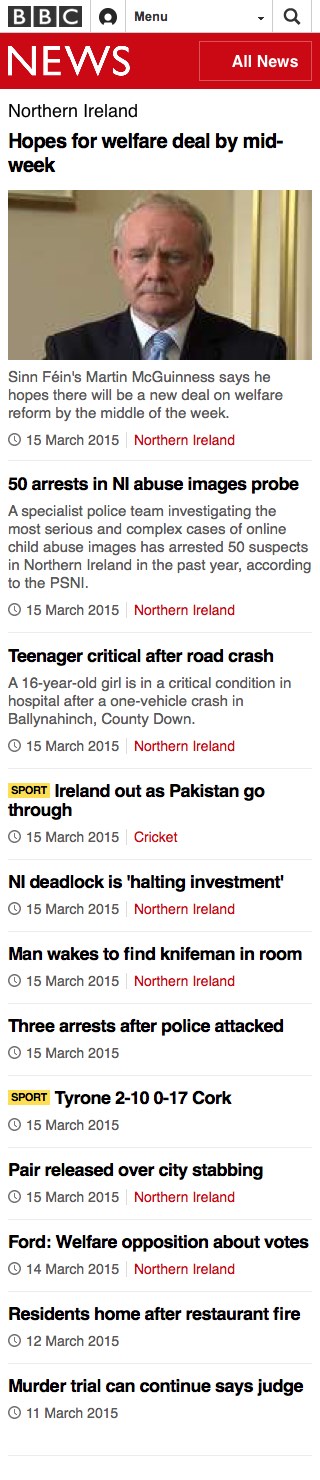 BBC Menu
NEWS All News
Northern Ireland
Hopes for welfare deal by mid-
week
Sinn Féin's Martin McGuinness says he
hopes there will be a new deal on welfare
reform by the middle of the week.
15 March 2015 Northern Ireland
50 arrests in NI abuse images probe
A specialist police team investigating the
most serious and complex cases of online
child abuse images has arrested 50 suspects
in Northern Ireland in the past year, according
to the PSNI.
15 March 2015 Northern Ireland
Teenager critical after road crash
A 16-year-old girl is in a critical condition in
hospital after a one-vehicle crash in
Ballynahinch, County Down.
15 March 2015 Northern Ireland
SPORT Ireland out as Pakistan go
through
15 March 2015 Cricket
NI deadlock is 'halting investment'
15 March 2015 Northern Ireland
Man wakes to find knifeman in room
15 March 2015 Northern Ireland
Three arrests after police attacked
15 March 2015
SPORT Tyrone 2-10 0-17 Cork
15 March 2015
Pair released over city stabbing
15 March 2015 Northern Ireland
Ford: Welfare opposition about votes
14 March 2015 Northern Ireland
Residents home after restaurant fire
12 March 2015
Murder trial can continue says judge
11 March 2015